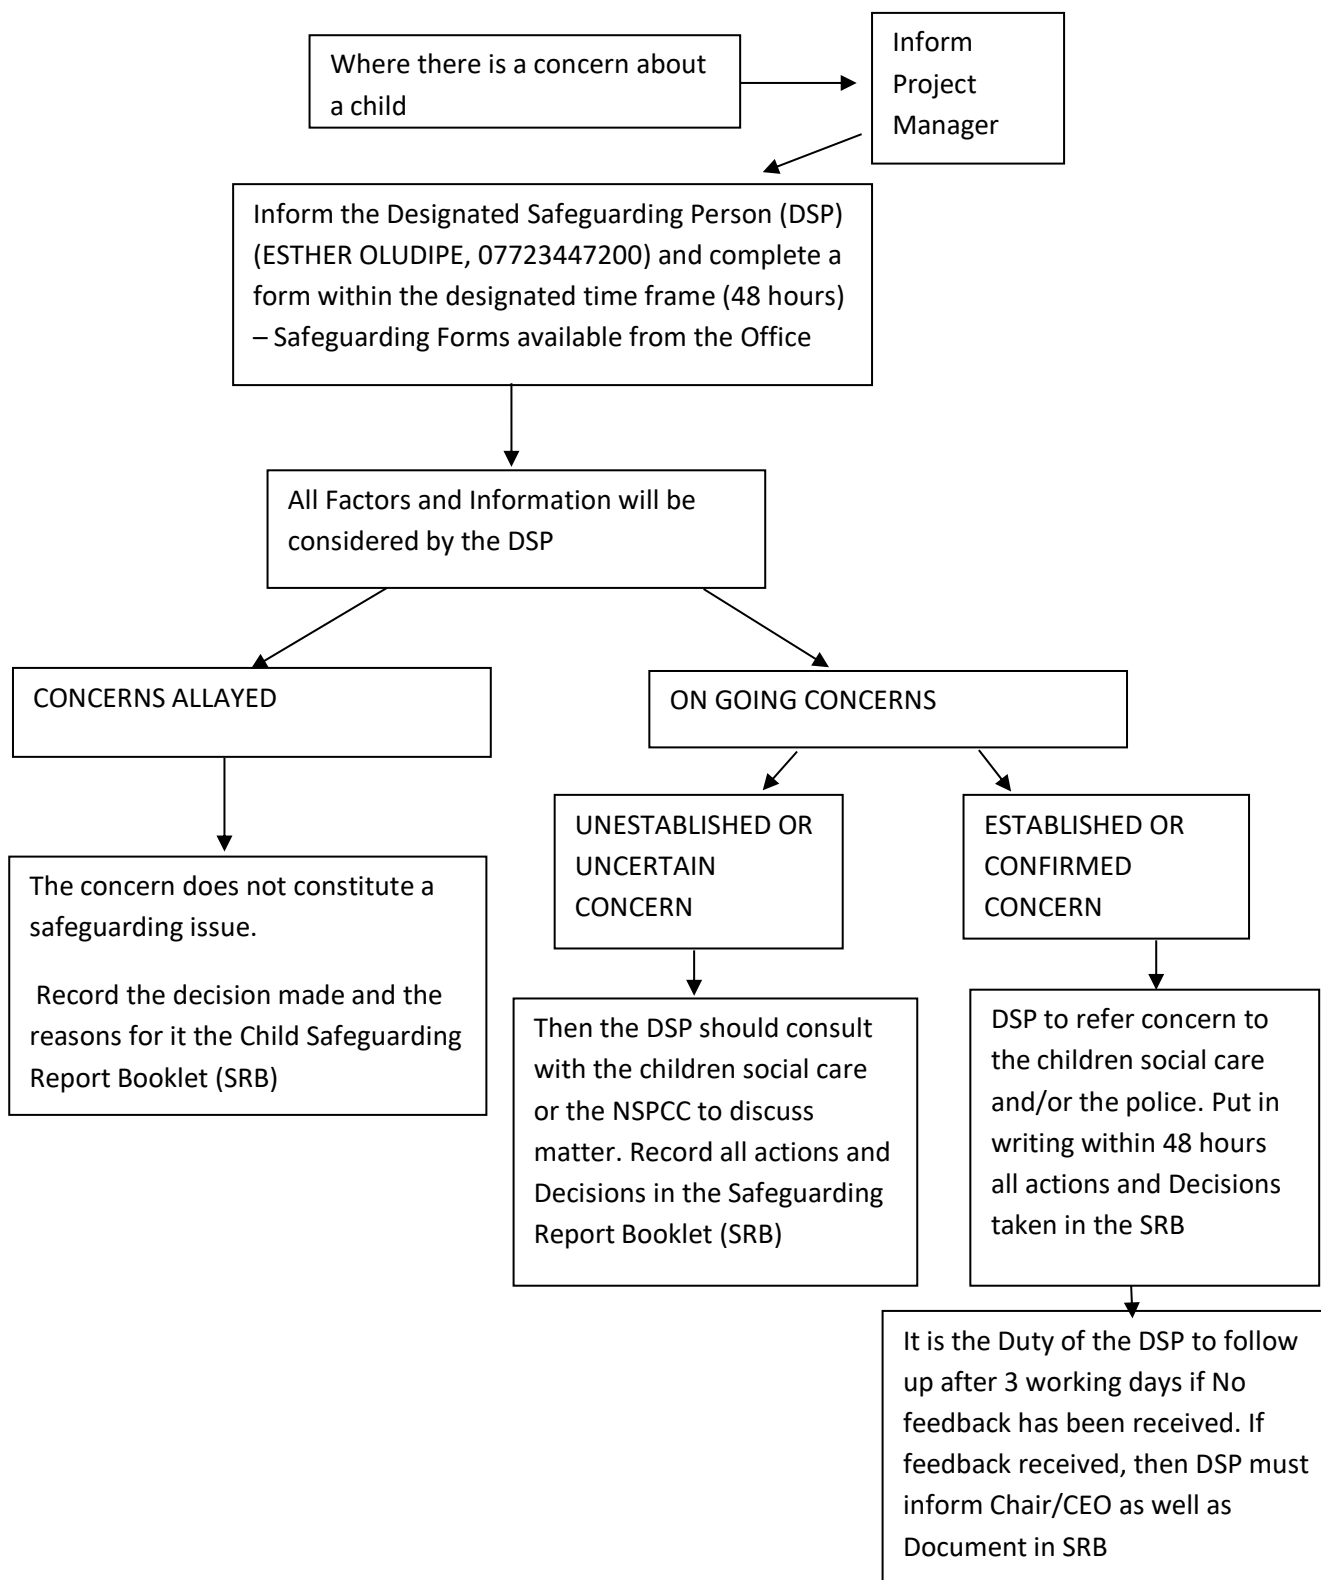 Where there is a concern about
a child
Inform
Project
Manager
Inform the Designated Safeguarding Person (DSP)
(ESTHER OLUDIPE, 07723447200) and complete a
form within the designated time frame (48 hours)
– Safeguarding Forms available from the Office
All Factors and Information will be
considered by the DSP
CONCERNS ALLAYED
ON GOING CONCERNS
The concern does not constitute a
safeguarding issue.
Record the decision made and the
reasons for it the Child Safeguarding
Report Booklet (SRB)
UNESTABLISHED OR
UNCERTAIN
CONCERN
ESTABLISHED OR
CONFIRMED
CONCERN
Then the DSP should consult
with the children social care
or the NSPCC to discuss
matter. Record all actions and
Decisions in the Safeguarding
Report Booklet (SRB)
DSP to refer concern to
the children social care
and/or the police. Put in
writing within 48 hours
all actions and Decisions
taken in the SRB
It is the Duty of the DSP to follow
up after 3 working days if No
feedback has been received. If
feedback received, then DSP must
inform Chair/CEO as well as
Document in SRB